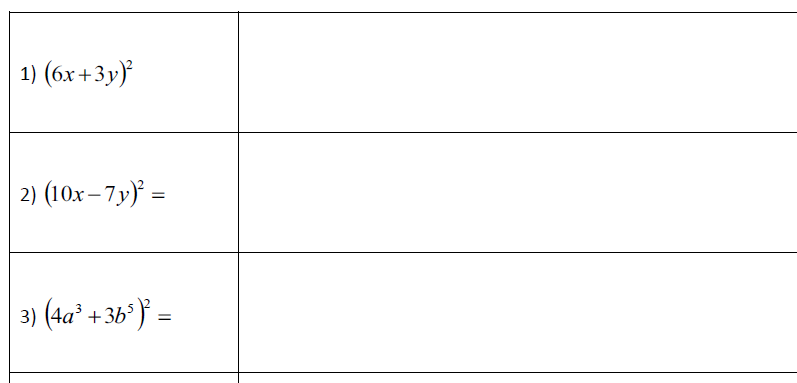 1) (6x+3y)²
2) (10x−7y)² =
3) (4a³+3b⁵)² =